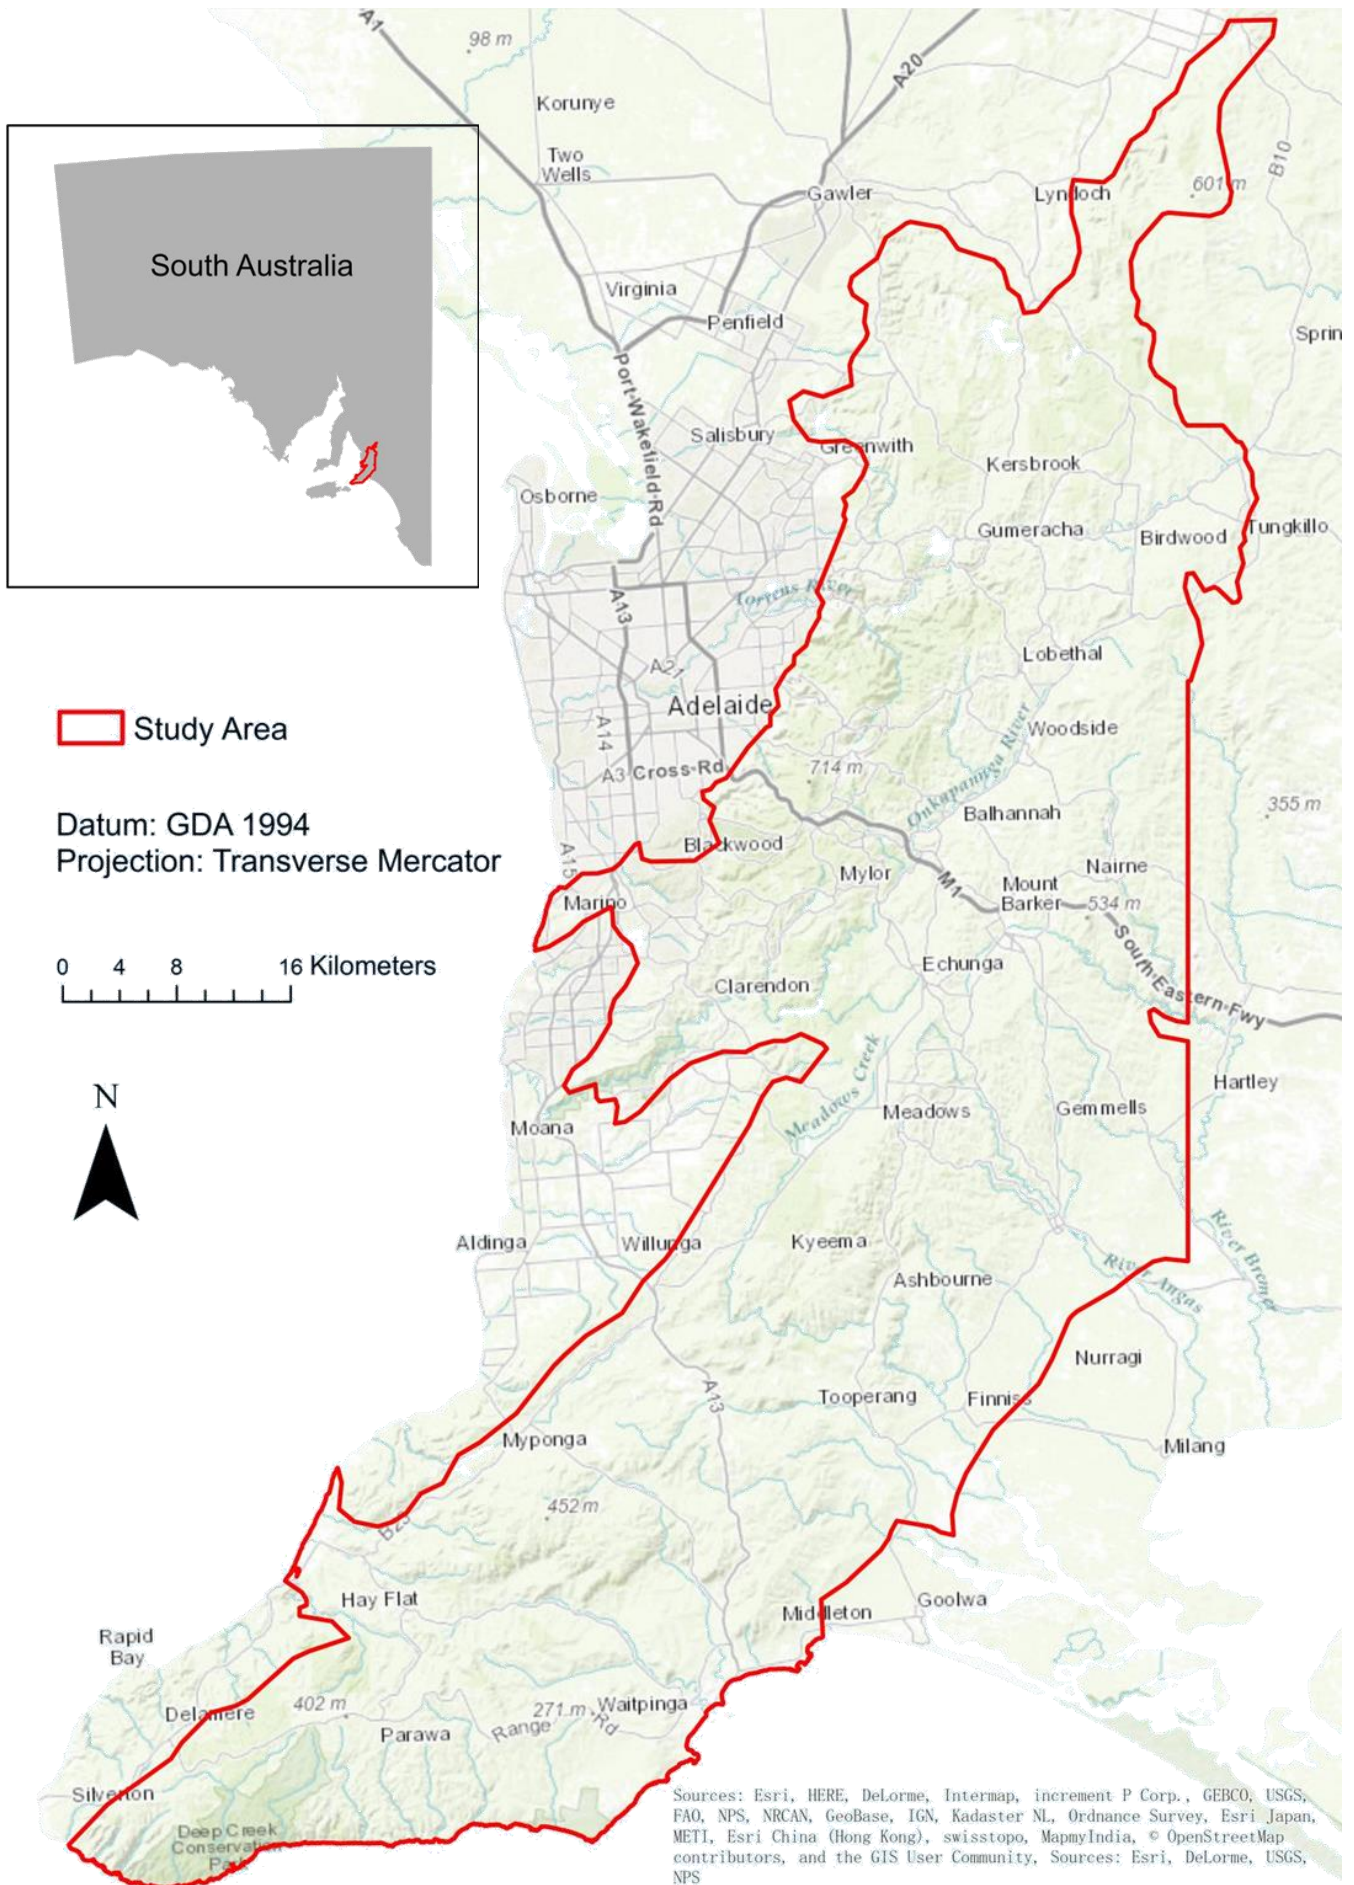 A1
98 m
A20
Korunye
Two
Wells
B10
Gawler
Lyndoch
601 m
South Australia
Virginia
Penfield
Sprin
Port-Wakefield-Rd
Salisbury
Greenwith
Kersbrook
Osborne
Gumeracha
Birdwood
Tungkillo
Torrens River
A13
Lobethal
A21
Adelaide
Study Area
A14
Woodside
Onkapannga River
A3
Cross-Rd
714 m
355 m
Datum: GDA 1994
Balhannah
Projection: Transverse Mercator
A15
Blackwood
Mylor
M1
Nairne
Mount
Barker
534 m
Marino
South-Eastern-Fwy
0 4 8 16 Kilometers
Echunga
Clarendon
N
Meadows Creek
Hartley
Moana
Meadows
Gemmells
Aldinga
Willunga
Kyeema
River Bremer
River Angas
Ashbourne
Nurragi
A13
Tooperang
Finniss
Myponga
Milang
452 m
B23
Hay Flat
Goolwa
Middleton
Rapid
Bay
Delamere
402 m
271 m
Waitpinga
Parawa
Range Rd
Silverton
Deep Creek
Conservation
Park
Sources: Esri, HERE, DeLorme, Intermap, increment P Corp., GEBCO, USGS,
FAO, NPS, NRCAN, GeoBase, IGN, Kadaster NL, Ordnance Survey, Esri Japan,
METI, Esri China (Hong Kong), swisstopo, MapmyIndia, © OpenStreetMap
contributors, and the GIS User Community, Sources: Esri, DeLorme, USGS,
NPS